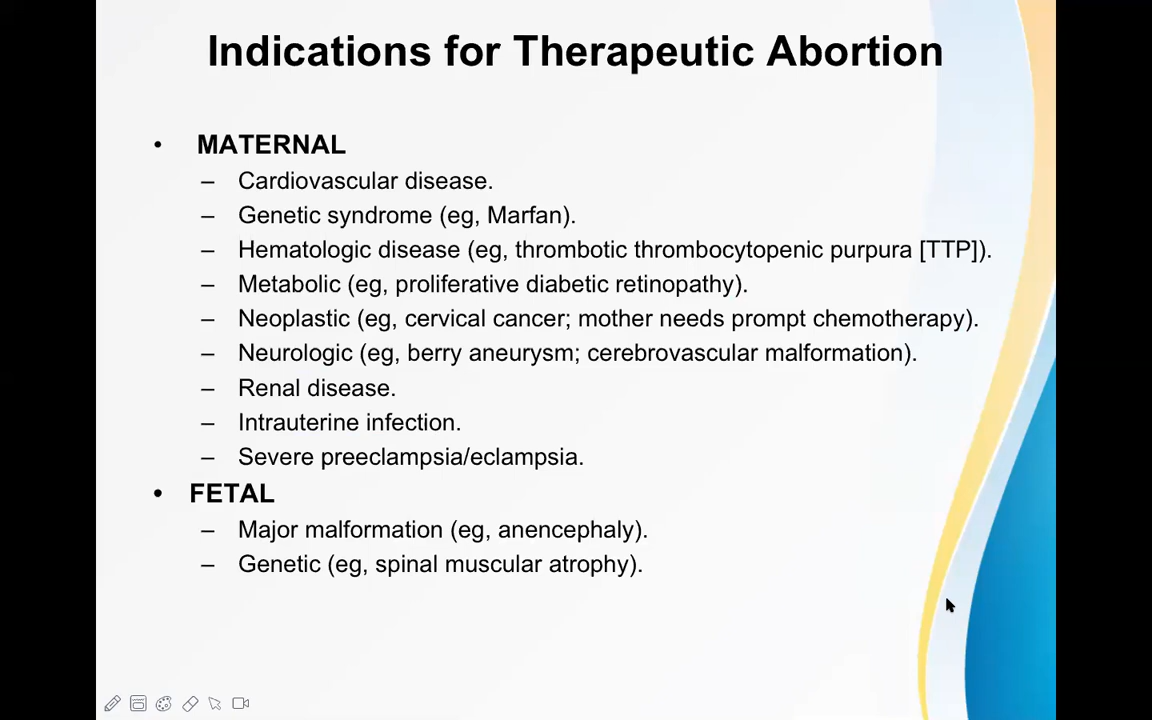 Indications for Therapeutic Abortion
• MATERNAL
– Cardiovascular disease.
– Genetic syndrome (eg, Marfan).
– Hematologic disease (eg, thrombotic thrombocytopenic purpura [TTP]).
– Metabolic (eg, proliferative diabetic retinopathy).
– Neoplastic (eg, cervical cancer; mother needs prompt chemotherapy).
– Neurologic (eg, berry aneurysm; cerebrovascular malformation).
– Renal disease.
– Intrauterine infection.
– Severe preeclampsia/eclampsia.
• FETAL
– Major malformation (eg, anencephaly).
– Genetic (eg, spinal muscular atrophy).